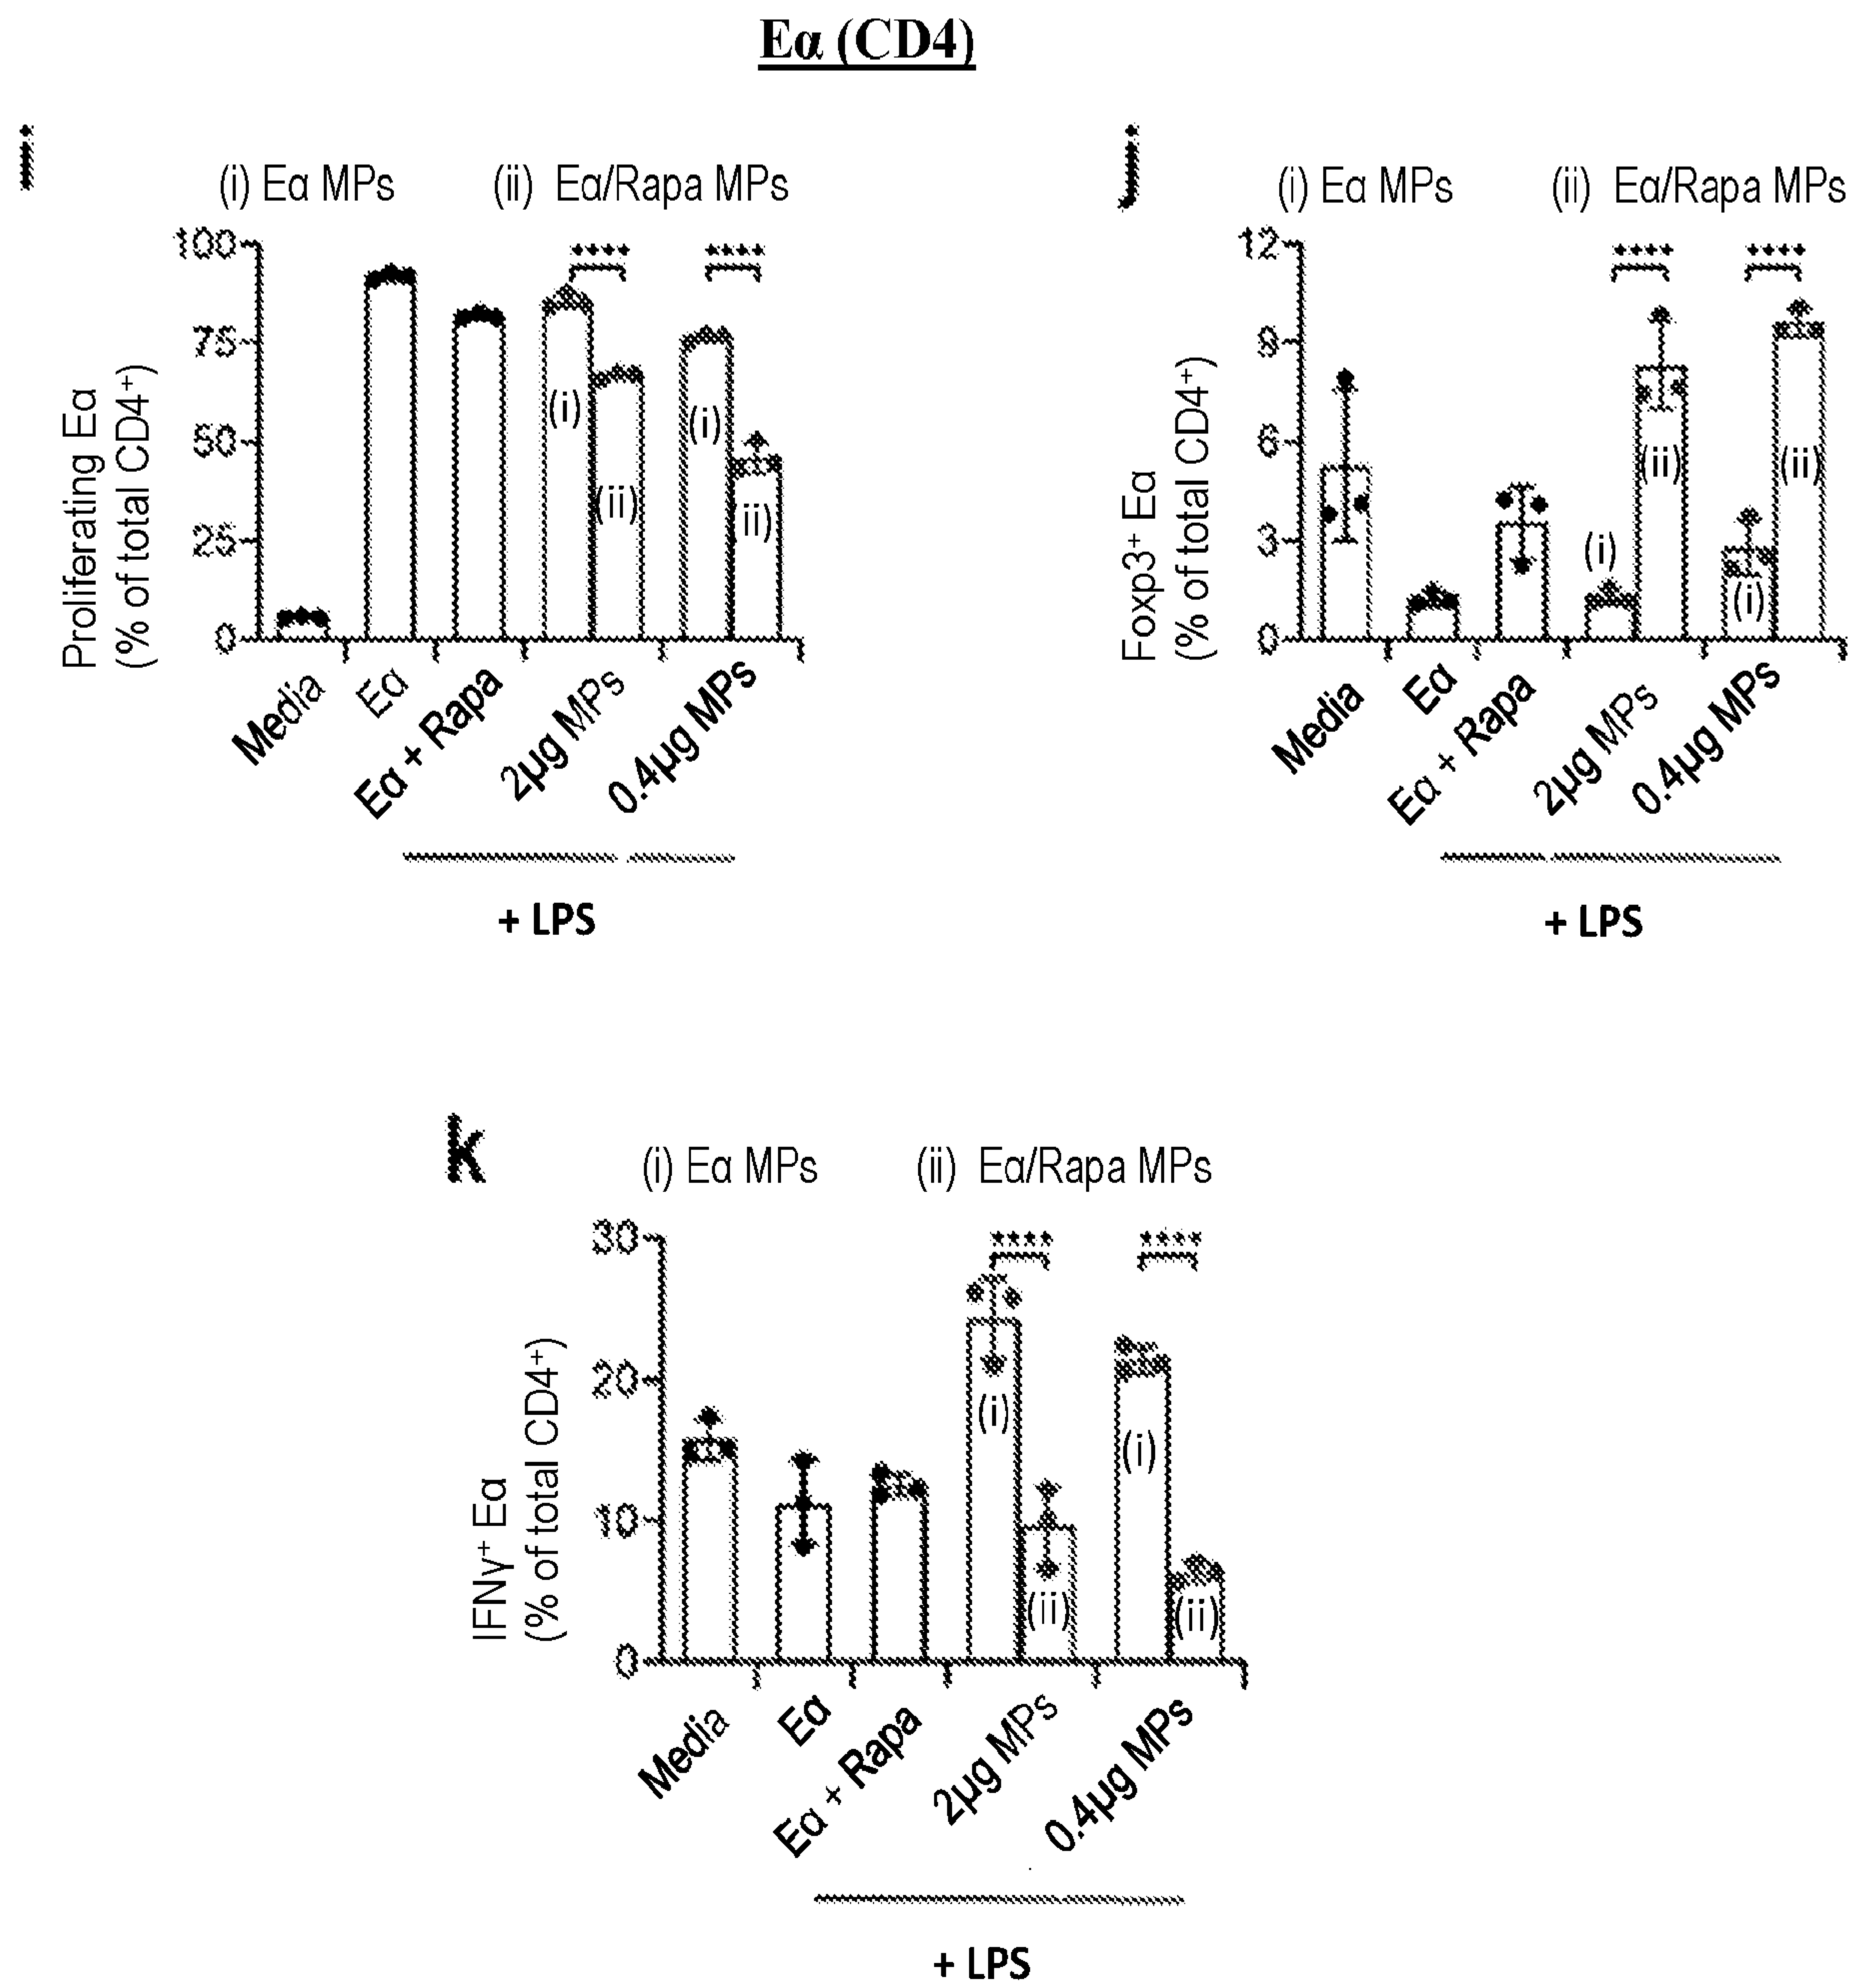 Eα (CD4)
i
(i) Eα MPs (ii) Eα/Rapa MPs
Proliferating Eα
(% of total CD4⁺)
100
75
50
25
0
****
****
(i)
(ii)
(i)
(ii)
Media
Eα
Eα + Rapa
2µg MPs
0.4µg MPs
+ LPS
j
(i) Eα MPs (ii) Eα/Rapa MPs
Foxp3⁺ Eα
(% of total CD4⁺)
12
9
6
3
0
****
****
(i)
(ii)
(i)
(ii)
Media
Eα
Eα + Rapa
2µg MPs
0.4µg MPs
+ LPS
k
(i) Eα MPs (ii) Eα/Rapa MPs
IFNγ⁺ Eα
(% of total CD4⁺)
30
20
10
0
****
****
(i)
(ii)
(i)
(ii)
Media
Eα
Eα + Rapa
2µg MPs
0.4µg MPs
+ LPS